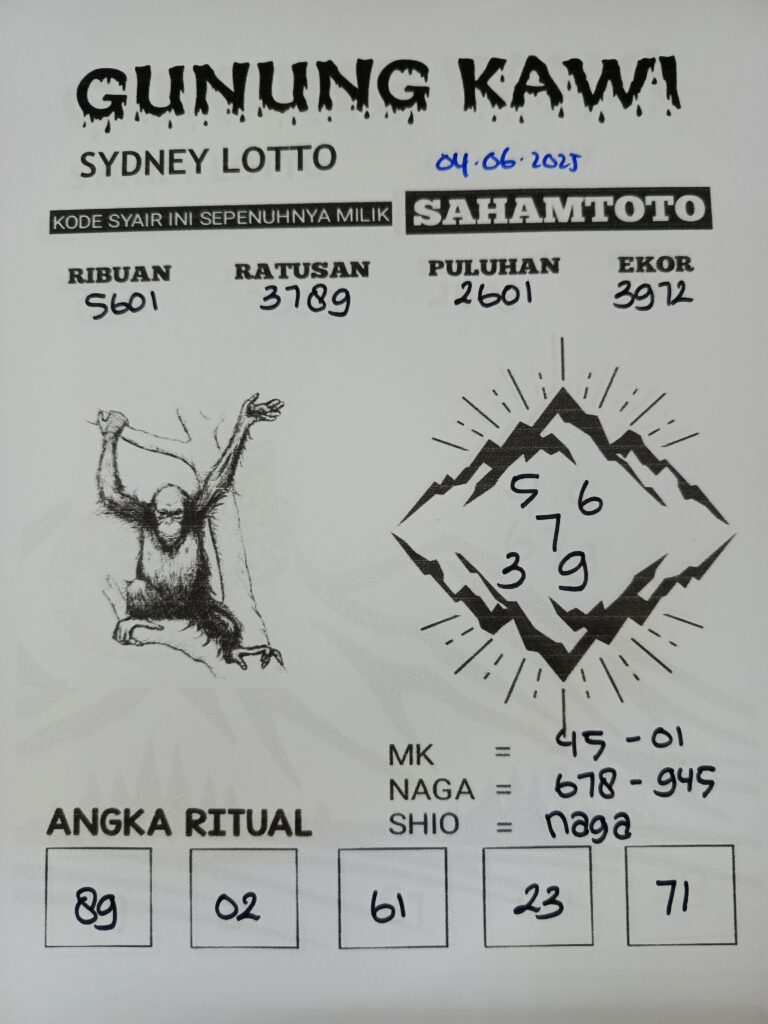 GUNUNG KAWI
SYDNEY LOTTO 04.06.2025
KODE SYAIR INI SEPENUHNYA MILIK SAHAMTOTO
RIBUAN RATUSAN PULUHAN EKOR
5601 3789 2601 3972
5 6
7
3 9
MK = 45 - 01
NAGA = 678 - 945
SHIO = naga
ANGKA RITUAL
89 02 61 23 71